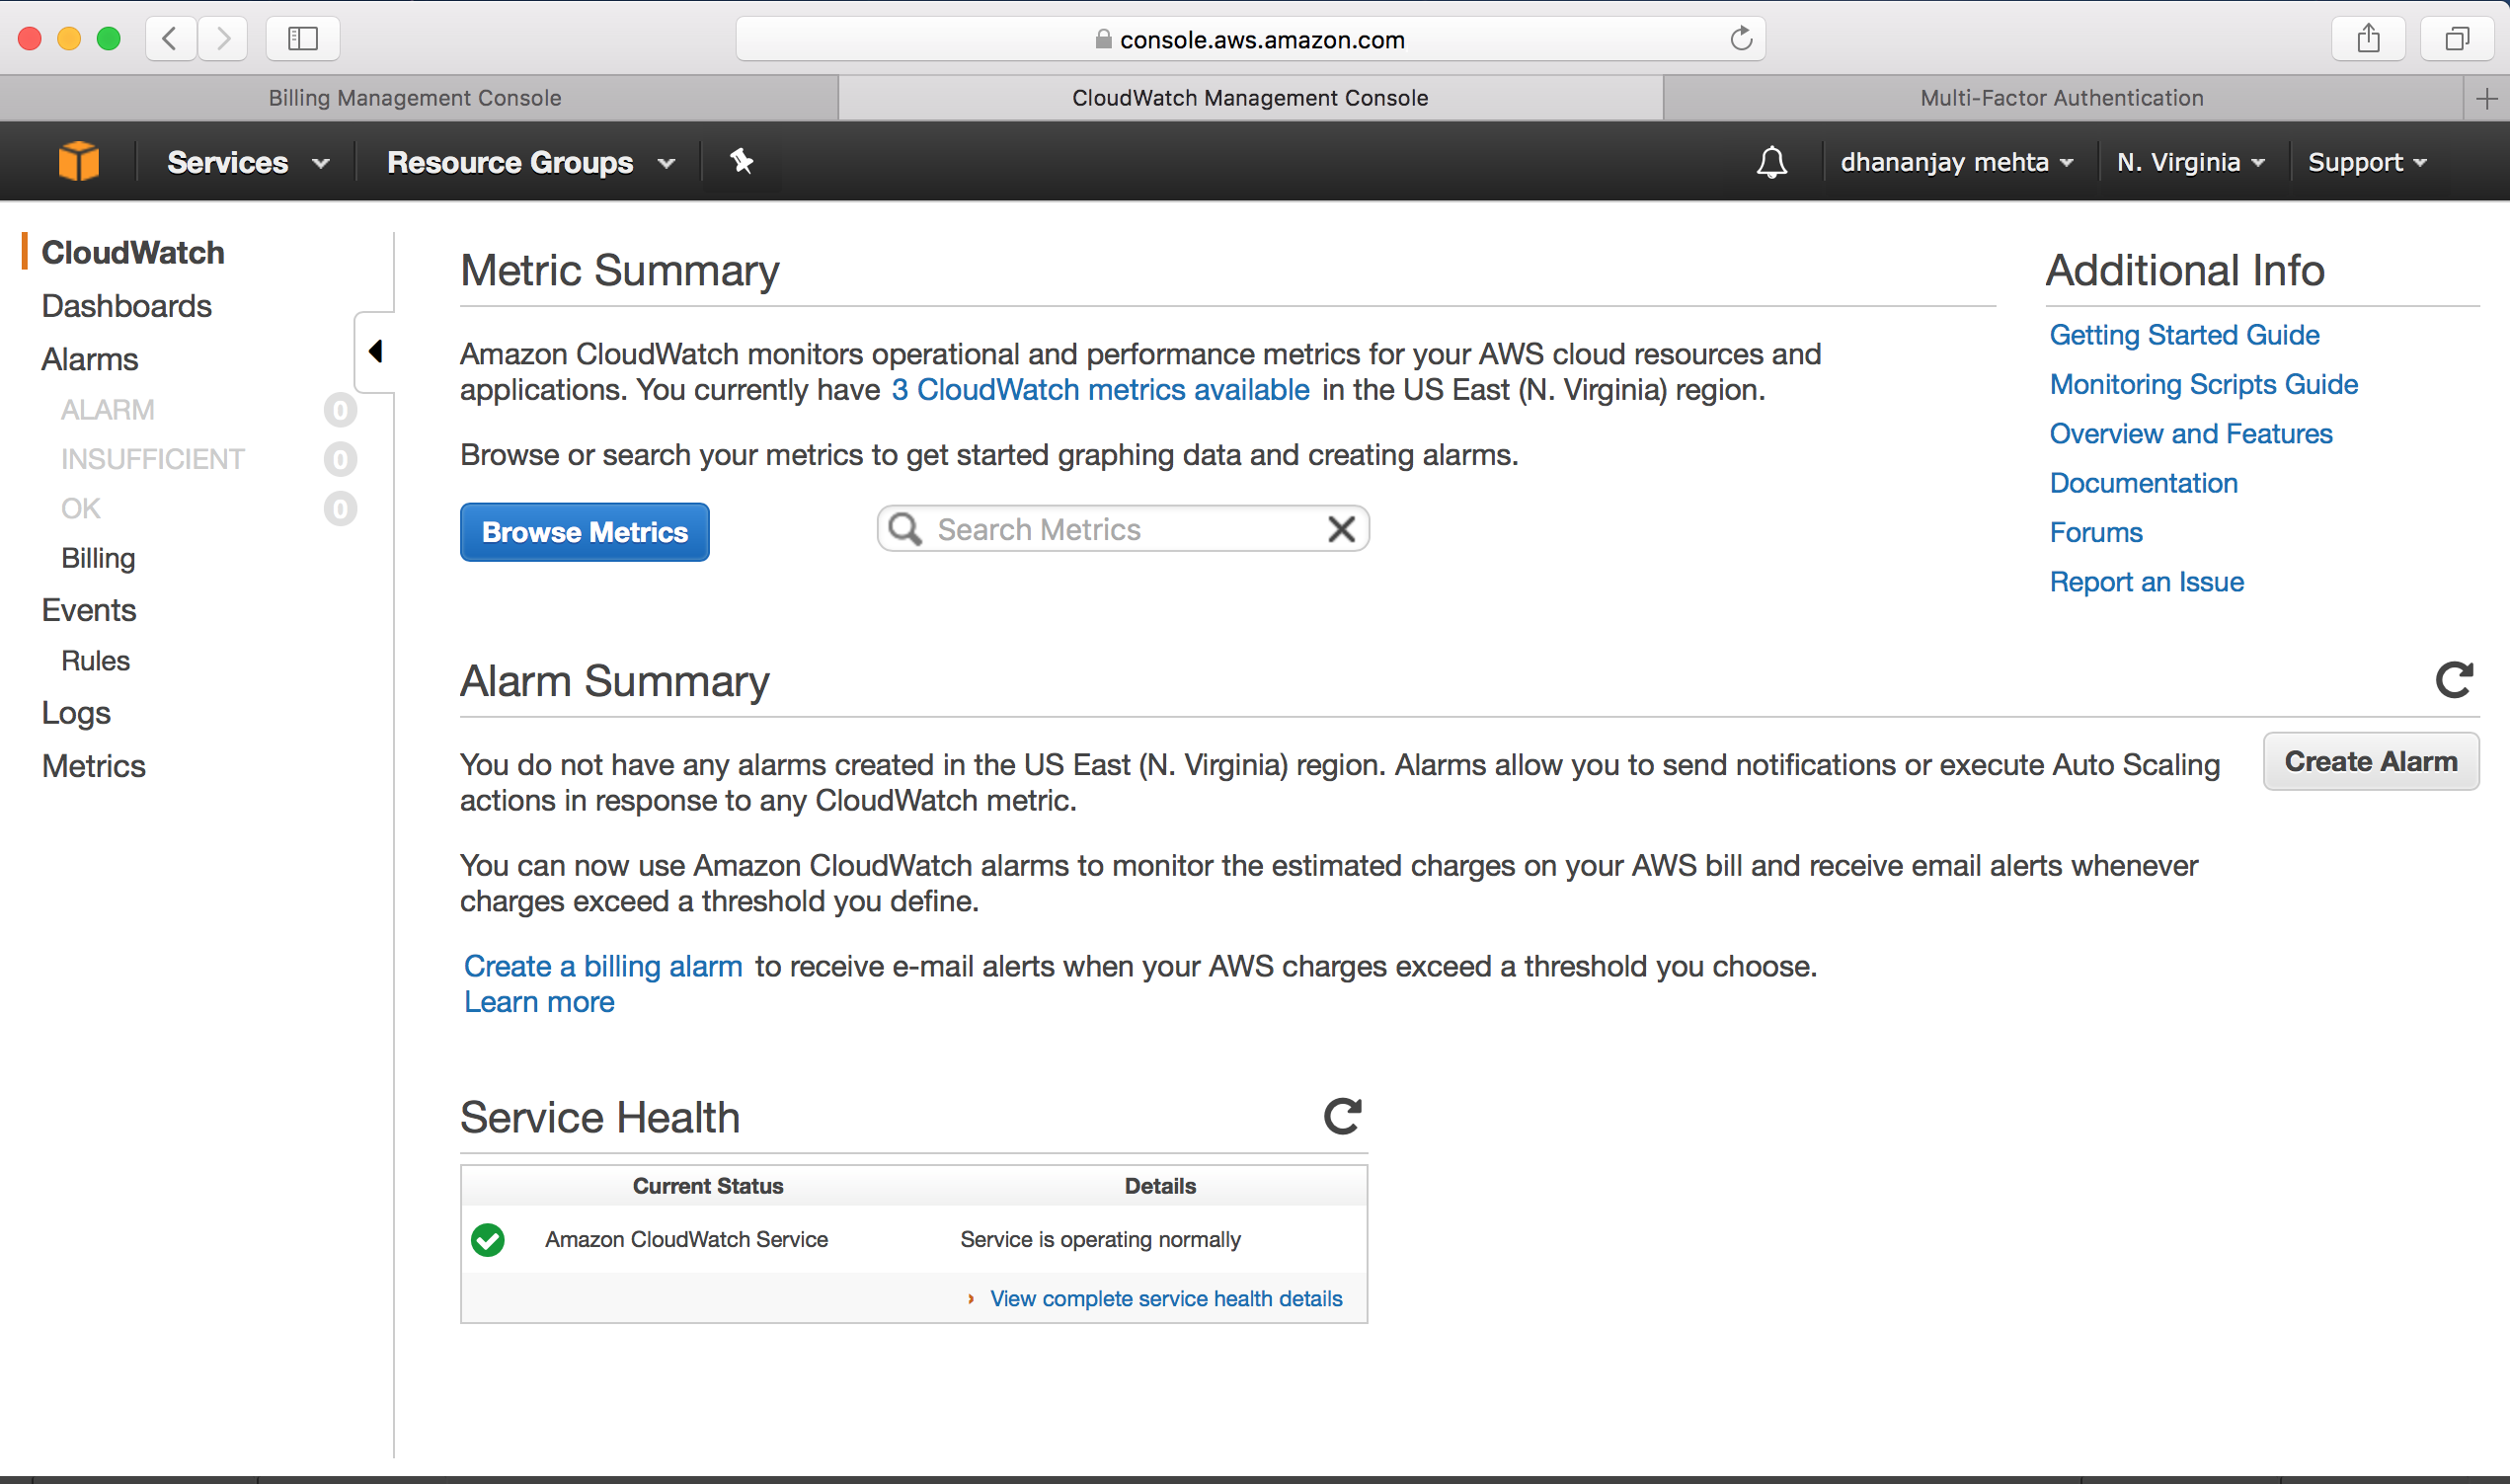 console.aws.amazon.com
Billing Management Console
CloudWatch Management Console
Multi-Factor Authentication
Services
Resource Groups
dhananjay mehta
N. Virginia
Support
CloudWatch
Dashboards
Alarms
ALARM 0
INSUFFICIENT 0
OK 0
Billing
Events
Rules
Logs
Metrics
Metric Summary
Amazon CloudWatch monitors operational and performance metrics for your AWS cloud resources and
applications. You currently have 3 CloudWatch metrics available in the US East (N. Virginia) region.
Browse or search your metrics to get started graphing data and creating alarms.
Browse Metrics
Search Metrics
Additional Info
Getting Started Guide
Monitoring Scripts Guide
Overview and Features
Documentation
Forums
Report an Issue
Alarm Summary
You do not have any alarms created in the US East (N. Virginia) region. Alarms allow you to send notifications or execute Auto Scaling
actions in response to any CloudWatch metric.
Create Alarm
You can now use Amazon CloudWatch alarms to monitor the estimated charges on your AWS bill and receive email alerts whenever
charges exceed a threshold you define.
Create a billing alarm to receive e-mail alerts when your AWS charges exceed a threshold you choose.
Learn more
Service Health
Current Status Details
Amazon CloudWatch Service Service is operating normally
View complete service health details